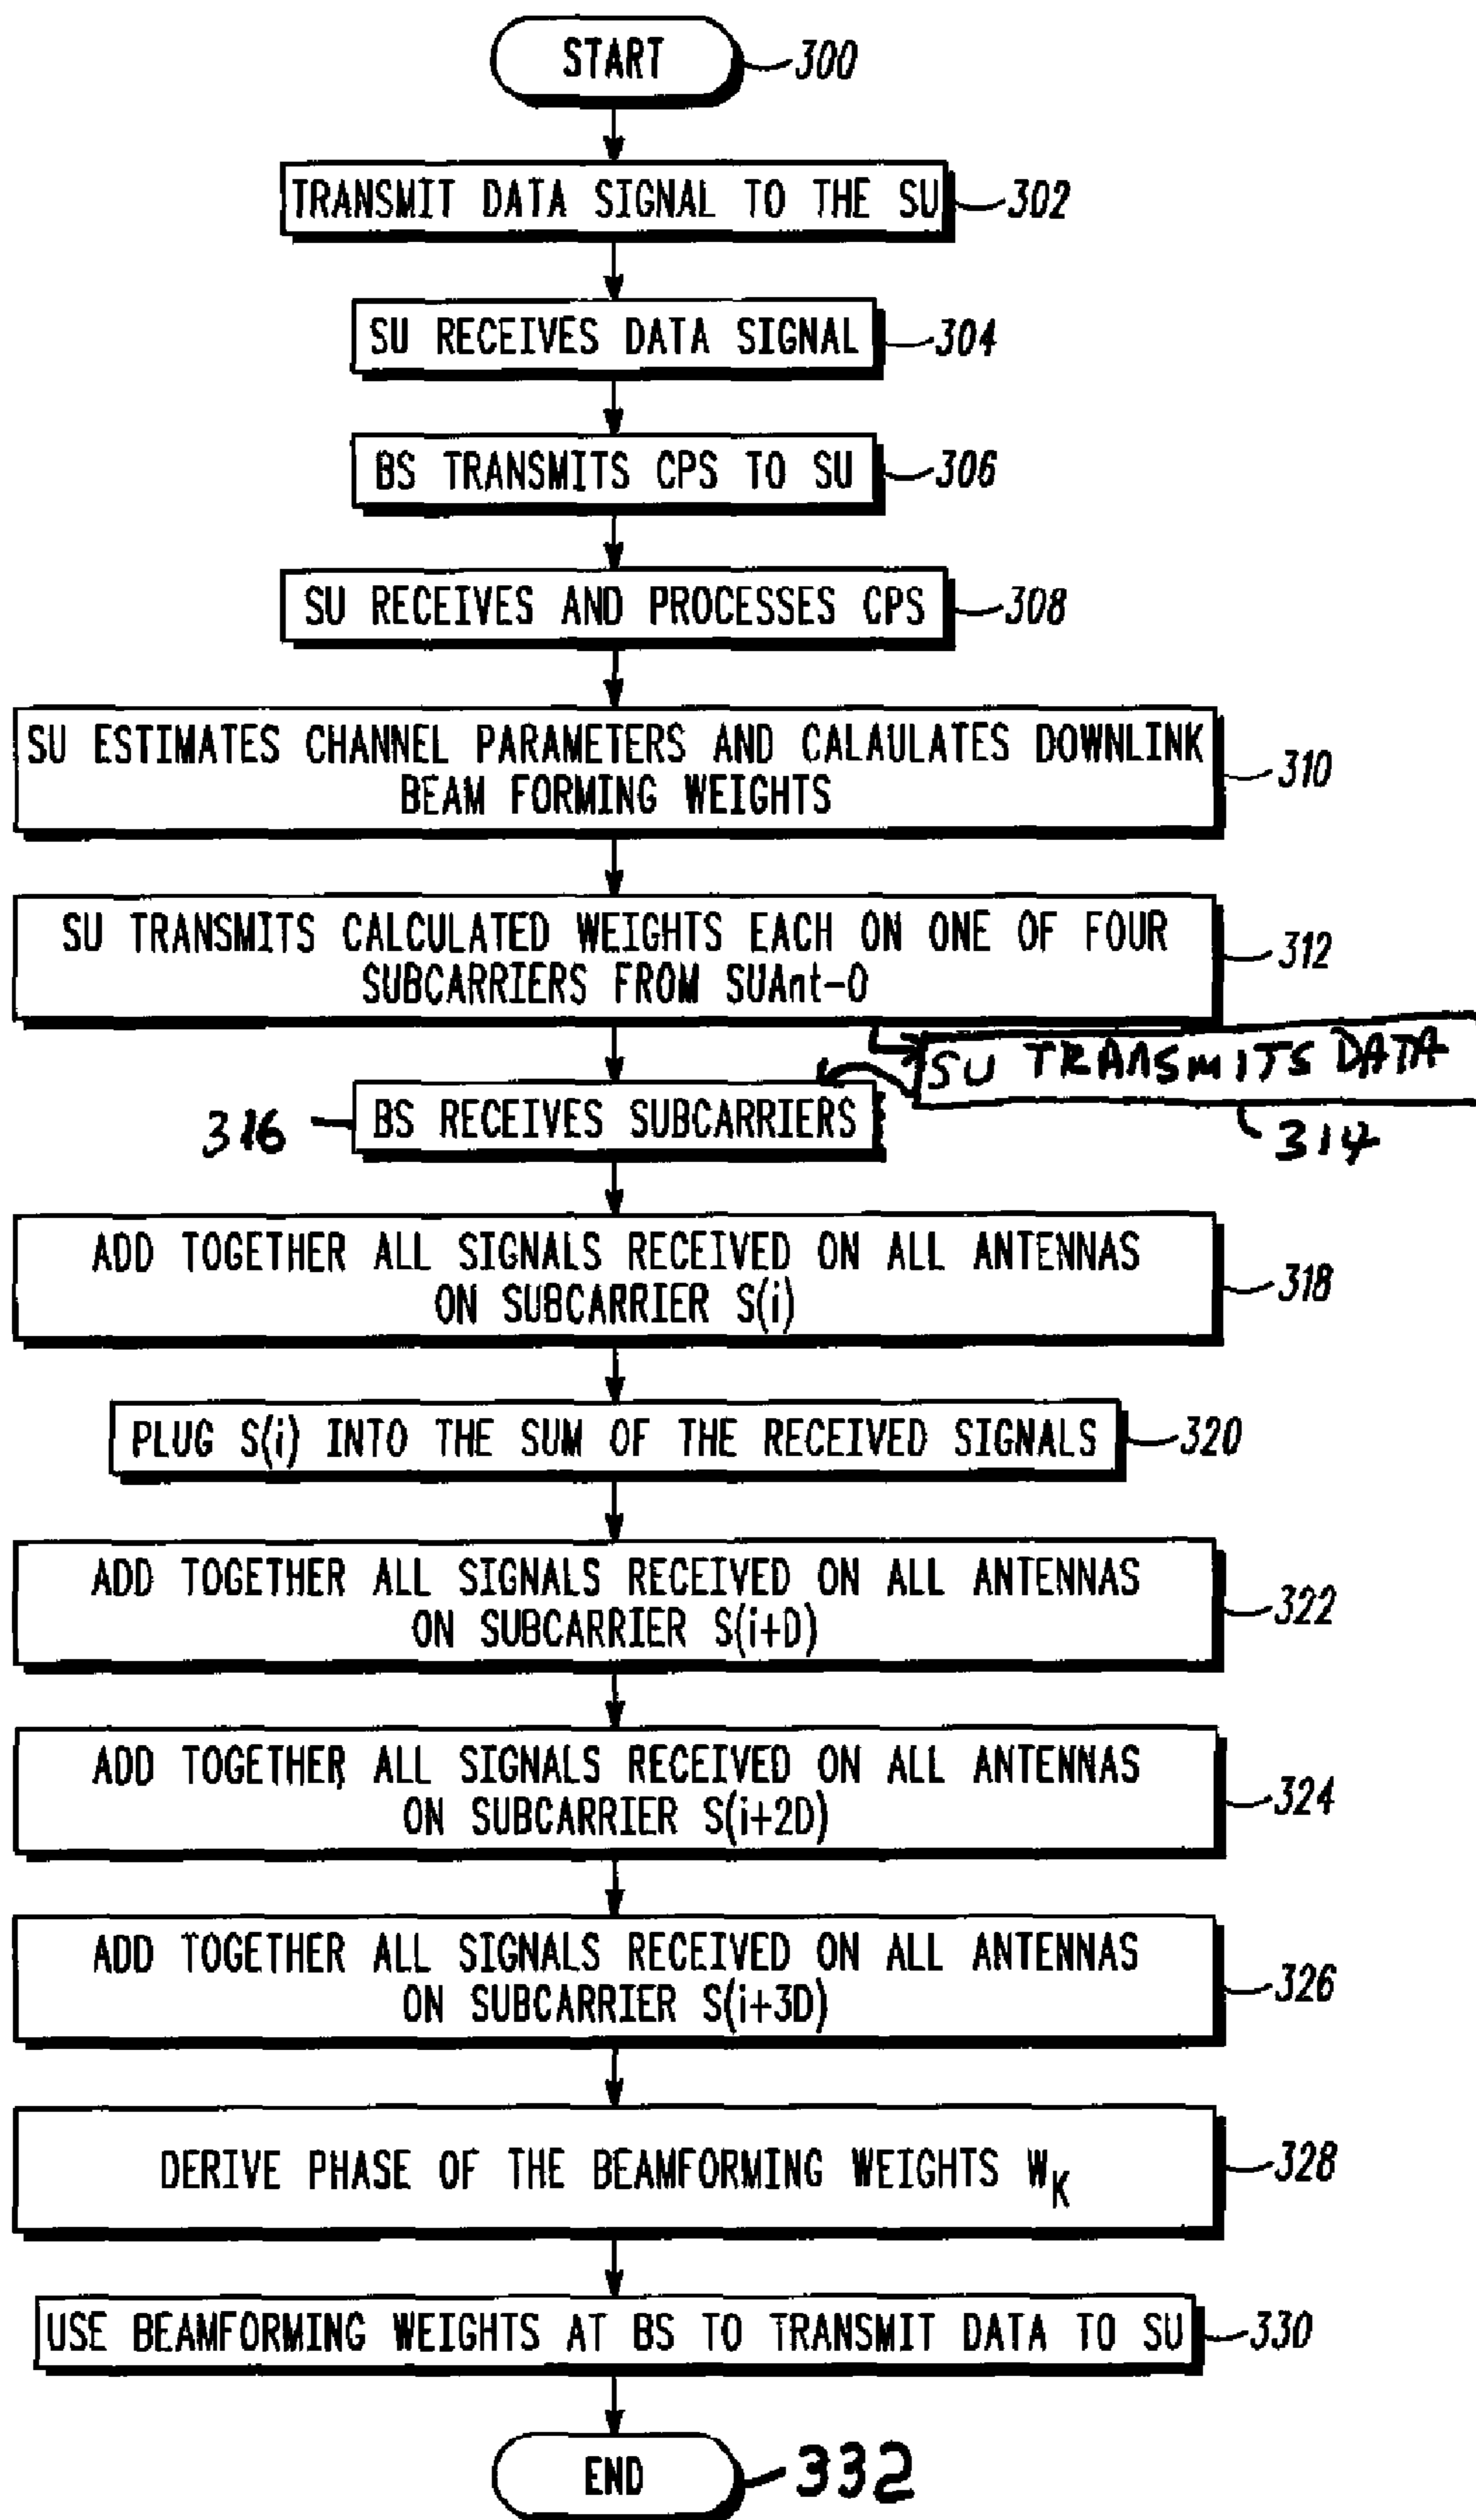 START
300
TRANSMIT DATA SIGNAL TO THE SU
302
SU RECEIVES DATA SIGNAL
304
BS TRANSMITS CPS TO SU
306
SU RECEIVES AND PROCESSES CPS
308
SU ESTIMATES CHANNEL PARAMETERS AND CALAULATES DOWNLINK
BEAM FORMING WEIGHTS
310
SU TRANSMITS CALCULATED WEIGHTS EACH ON ONE OF FOUR
SUBCARRIERS FROM SUAnt-0
312
SU TRANSMITS DATA
314
BS RECEIVES SUBCARRIERS
316
ADD TOGETHER ALL SIGNALS RECEIVED ON ALL ANTENNAS
ON SUBCARRIER S(i)
318
PLUG S(i) INTO THE SUM OF THE RECEIVED SIGNALS
320
ADD TOGETHER ALL SIGNALS RECEIVED ON ALL ANTENNAS
ON SUBCARRIER S(i+D)
322
ADD TOGETHER ALL SIGNALS RECEIVED ON ALL ANTENNAS
ON SUBCARRIER S(i+2D)
324
ADD TOGETHER ALL SIGNALS RECEIVED ON ALL ANTENNAS
ON SUBCARRIER S(i+3D)
326
DERIVE PHASE OF THE BEAMFORMING WEIGHTS W_K
328
USE BEAMFORMING WEIGHTS AT BS TO TRANSMIT DATA TO SU
330
END
332